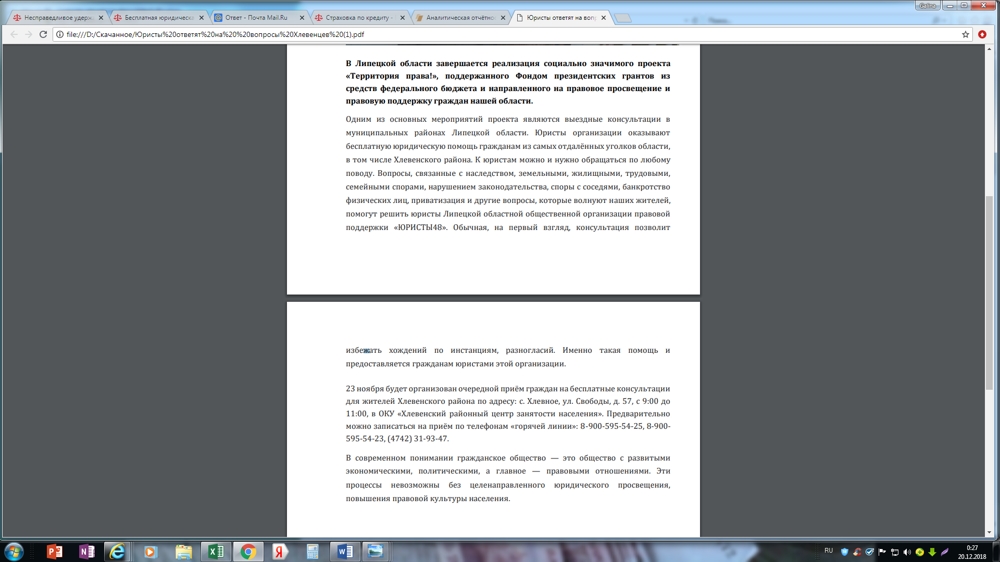 Galina
Несправедливое удерж
Бесплатная юридическа
Ответ - Почта Mail.Ru
Страховка по кредиту -
Аналитическая отчётнос
Юристы ответят на вопр
file:///D:/Скачанное/Юристы%20ответят%20на%20%20вопросы%20Хлевенцев%20(1).pdf
В Липецкой области завершается реализация социально значимого проекта
«Территория права!», поддержанного Фондом президентских грантов из
средств федерального бюджета и направленного на правовое просвещение и
правовую поддержку граждан нашей области.
Одним из основных мероприятий проекта являются выездные консультации в
муниципальных районах Липецкой области. Юристы организации оказывают
бесплатную юридическую помощь гражданам из самых отдалённых уголков области,
в том числе Хлевенского района. К юристам можно и нужно обращаться по любому
поводу. Вопросы, связанные с наследством, земельными, жилищными, трудовыми,
семейными спорами, нарушением законодательства, споры с соседями, банкротство
физических лиц, приватизация и другие вопросы, которые волнуют наших жителей,
помогут решить юристы Липецкой областной общественной организации правовой
поддержки «ЮРИСТЫ48». Обычная, на первый взгляд, консультация позволит
избежать хождений по инстанциям, разногласий. Именно такая помощь и
предоставляется гражданам юристами этой организации.
23 ноября будет организован очередной приём граждан на бесплатные консультации
для жителей Хлевенского района по адресу: с. Хлевное, ул. Свободы, д. 57, с 9:00 до
11:00, в ОКУ «Хлевенский районный центр занятости населения». Предварительно
можно записаться на приём по телефонам «горячей линии»: 8-900-595-54-25, 8-900-
595-54-23, (4742) 31-93-47.
В современном понимании гражданское общество — это общество с развитыми
экономическими, политическими, а главное — правовыми отношениями. Эти
процессы невозможны без целенаправленного юридического просвещения,
повышения правовой культуры населения.
RU
0:27
20.12.2018